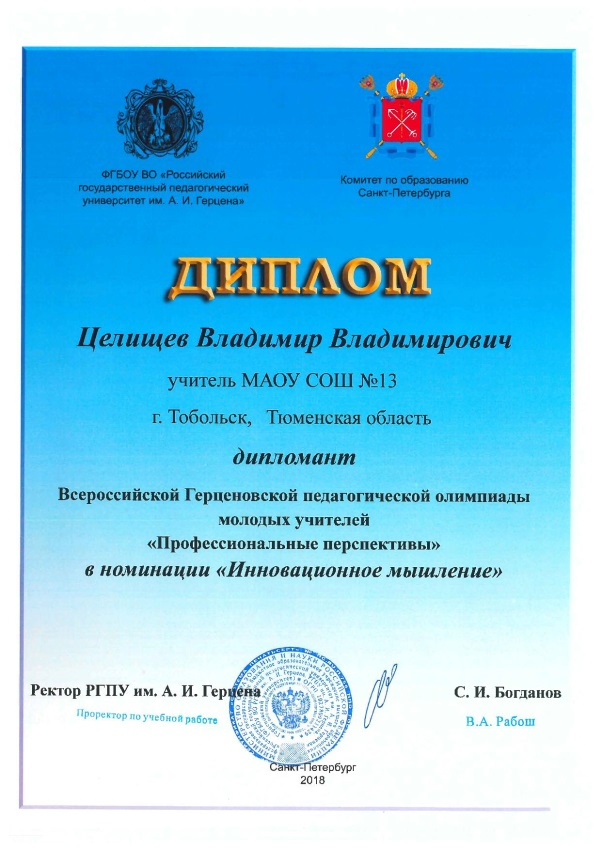 ФГБОУ ВО «Российский
государственный педагогический
университет им. А. И. Герцена»
Комитет по образованию
Санкт-Петербурга
ДИПЛОМ
Целищев Владимир Владимирович
учитель МАОУ СОШ №13
г. Тобольск, Тюменская область
дипломант
Всероссийской Герценовской педагогической олимпиады
молодых учителей
«Профессиональные перспективы»
в номинации «Инновационное мышление»
Ректор РГПУ им. А. И. Герцена
С. И. Богданов
Проректор по учебной работе
В.А. Рабош
Санкт-Петербург
2018